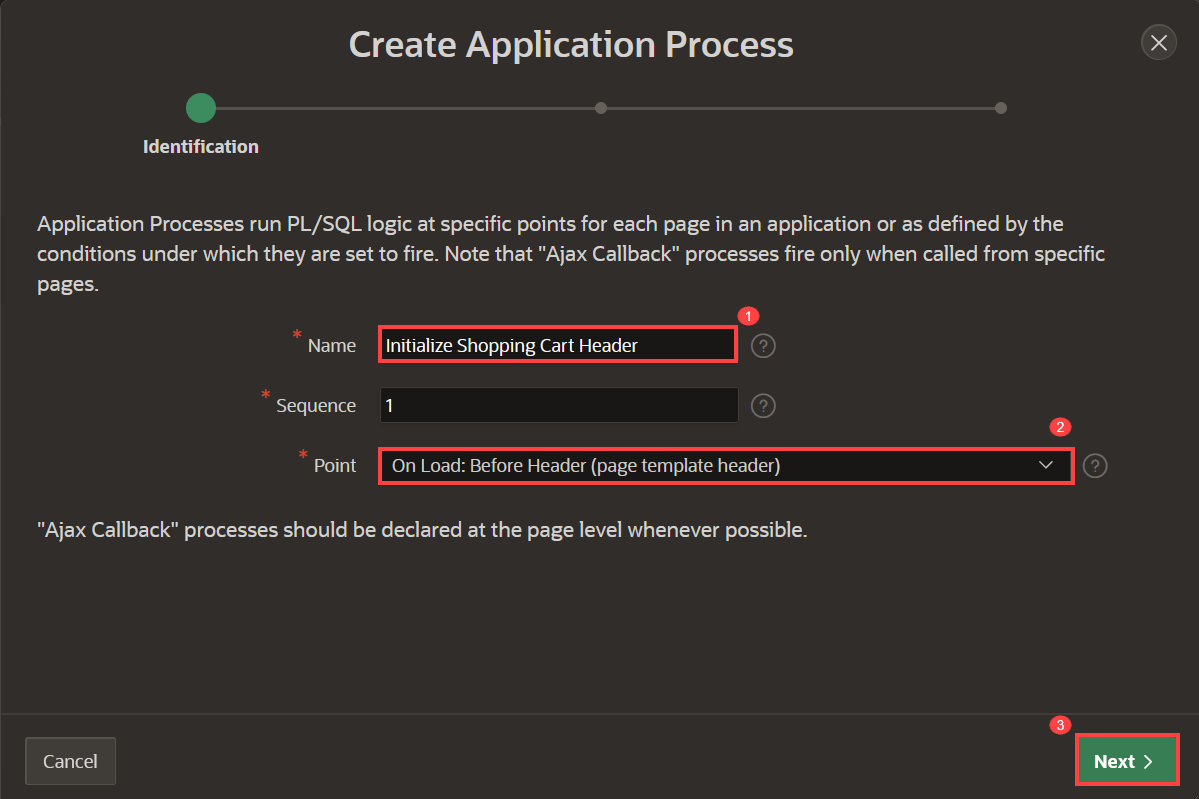 Create Application Process
Identification
Application Processes run PL/SQL logic at specific points for each page in an application or as defined by the
conditions under which they are set to fire. Note that "Ajax Callback" processes fire only when called from specific
pages.
1
* Name Initialize Shopping Cart Header ?
* Sequence 1 ?
2
* Point On Load: Before Header (page template header) ?
"Ajax Callback" processes should be declared at the page level whenever possible.
3
Cancel Next